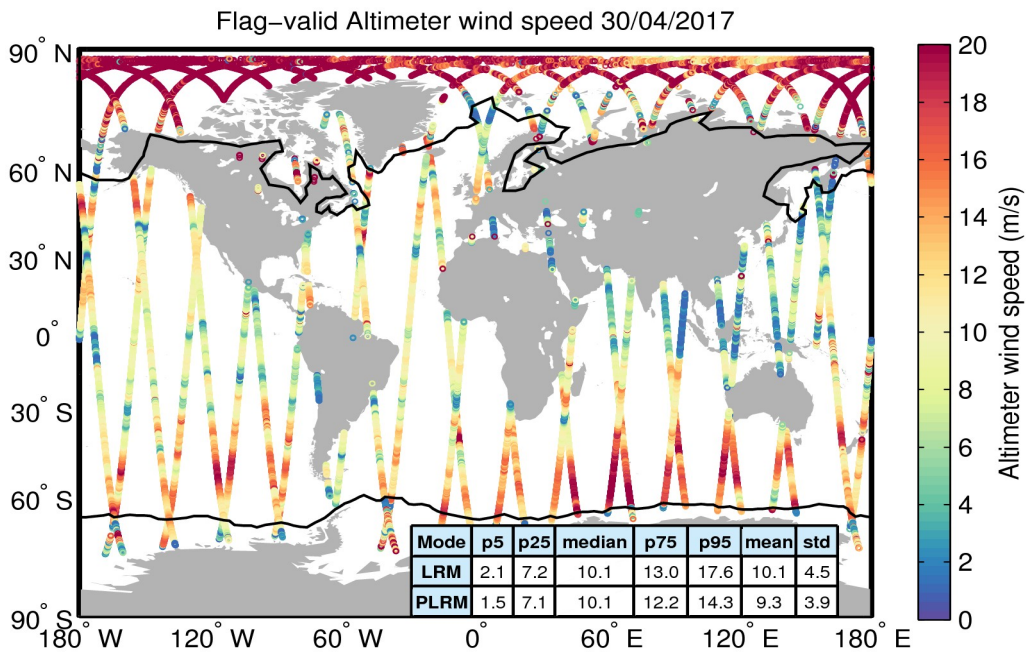 Flag−valid Altimeter wind speed 30/04/2017
90° N
60° N
30° N
0°
30° S
60° S
90° S
180° W
120° W
60° W
0°
60° E
120° E
180° E
Mode p5 p25 median p75 p95 mean std
LRM 2.1 7.2 10.1 13.0 17.6 10.1 4.5
PLRM 1.5 7.1 10.1 12.2 14.3 9.3 3.9
20
18
16
14
12
10
8
6
4
2
0
Altimeter wind speed (m/s)